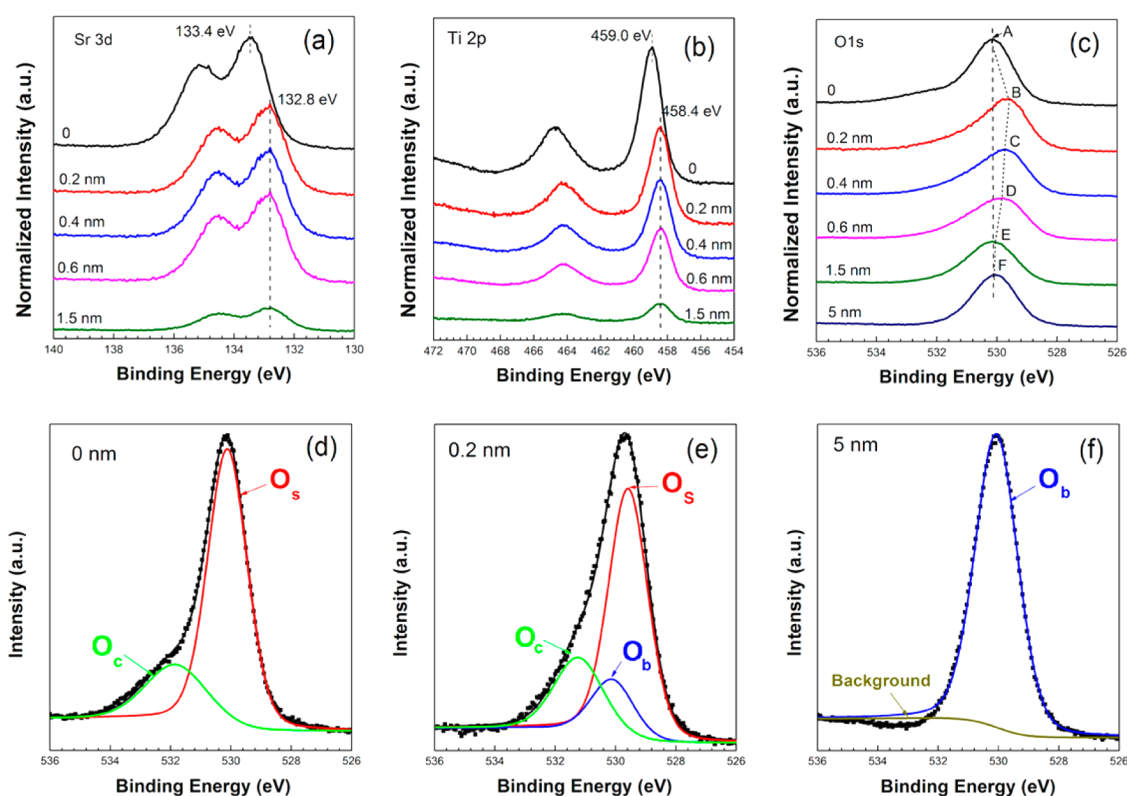 Sr 3d
133.4 eV
(a)
132.8 eV
0
0.2 nm
0.4 nm
0.6 nm
1.5 nm
140 138 136 134 132 130
Binding Energy (eV)
Normalized Intensity (a.u.)
Ti 2p
459.0 eV
(b)
458.4 eV
0
0.2 nm
0.4 nm
0.6 nm
1.5 nm
472 470 468 466 464 462 460 458 456 454
Binding Energy (eV)
Normalized Intensity (a.u.)
O1s
A
(c)
0
B
0.2 nm
C
0.4 nm
D
0.6 nm
E
1.5 nm
F
5 nm
536 534 532 530 528 526
Binding Energy (eV)
Normalized Intensity (a.u.)
0 nm
(d)
Os
Oc
536 534 532 530 528 526
Binding Energy (eV)
Intensity (a.u.)
0.2 nm
(e)
OS
Oc
Ob
536 534 532 530 528 526
Binding Energy (eV)
Intensity (a.u.)
5 nm
(f)
Ob
Background
536 534 532 530 528 526
Binding Energy (eV)
Intensity (a.u.)